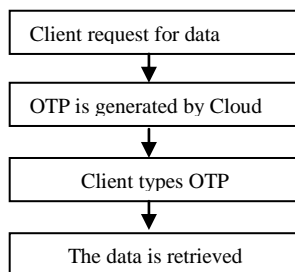 Client request for data
OTP is generated by Cloud
Client types OTP
The data is retrieved